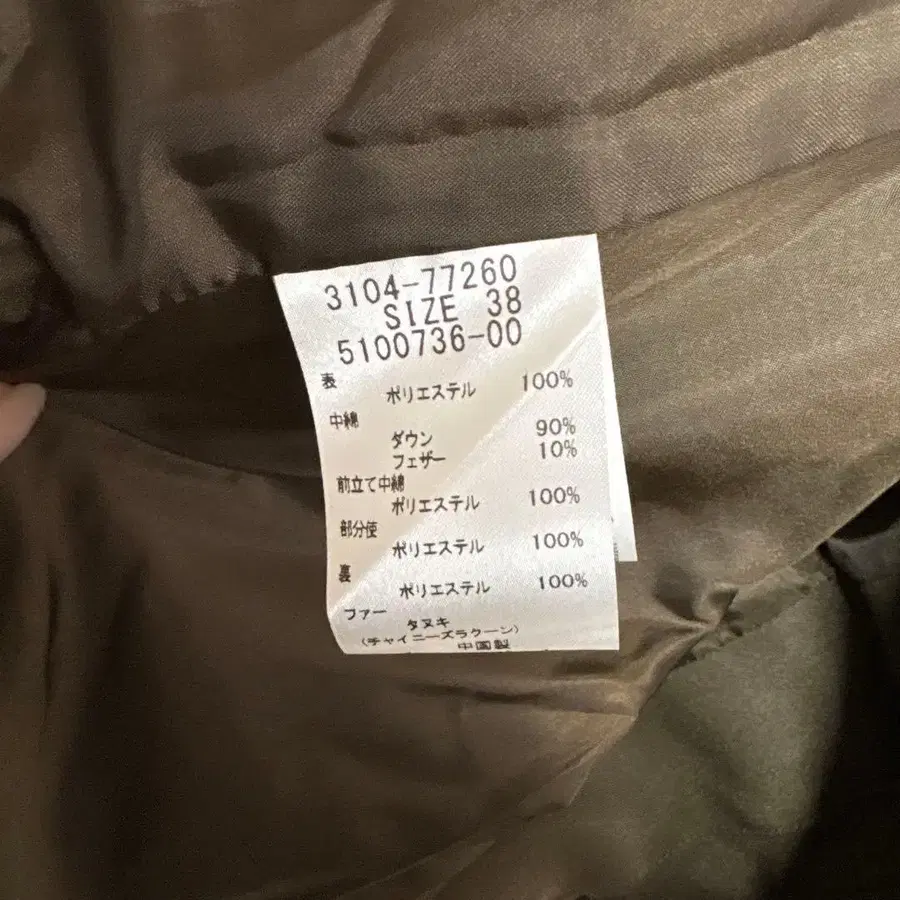 3104-77260
SIZE 38
5100736-00
表
ポリエステル 100%
中綿
ダウン 90%
フェザー 10%
前立て中綿
ポリエステル 100%
部分使
ポリエステル 100%
裏
ポリエステル 100%
ファー
タヌキ
(チャイニーズラクーン)
中国製